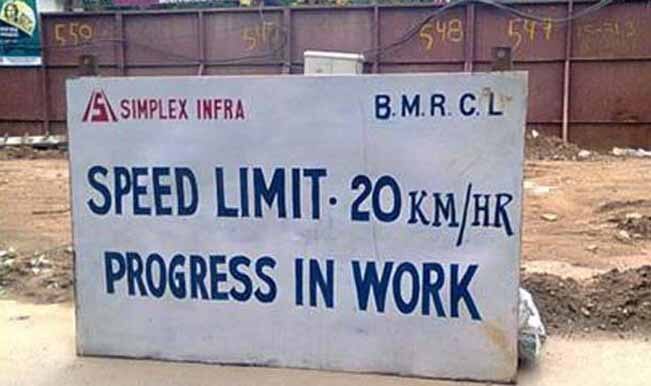 550 548 547
SIMPLEX INFRA B.M.R.C.L
SPEED LIMIT. 20 KM/HR
PROGRESS IN WORK